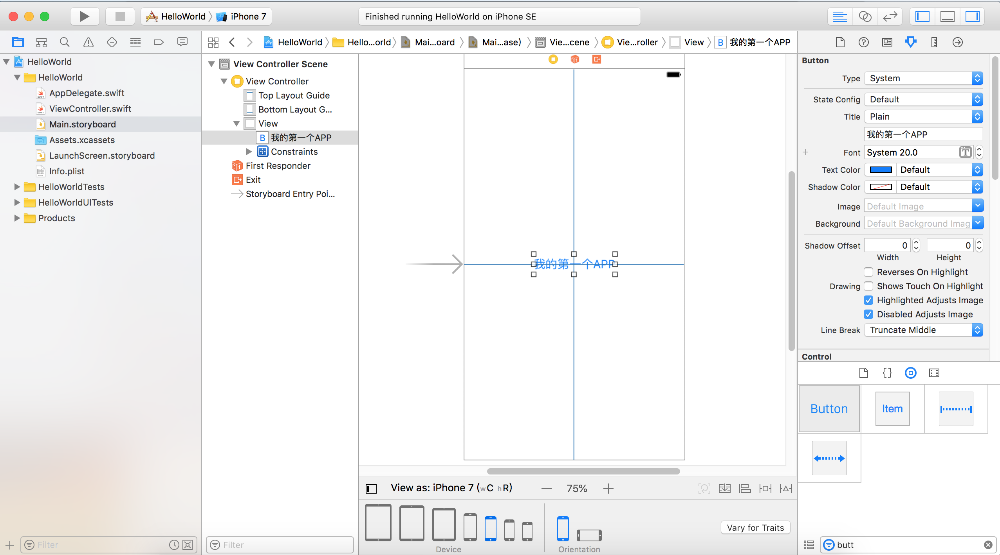 HelloWorld
iPhone 7
Finished running HelloWorld on iPhone SE
HelloWorld
Hello...orld
Mai...oard
Mai...ase)
Vie...cene
Vie...roller
View
B
我的第一个APP
HelloWorld
HelloWorld
AppDelegate.swift
ViewController.swift
Main.storyboard
Assets.xcassets
LaunchScreen.storyboard
Info.plist
HelloWorldTests
HelloWorldUITests
Products
Filter
View Controller Scene
View Controller
Top Layout Guide
Bottom Layout G...
View
B 我的第一个APP
Constraints
First Responder
Exit
Storyboard Entry Poi...
Filter
我的第一个APP
View as: iPhone 7 (wC hR)
75%
Device
Orientation
Vary for Traits
Button
Type System
State Config Default
Title Plain
我的第一个APP
Font System 20.0
Text Color Default
Shadow Color Default
Image Default Image
Background Default Background Imag
Shadow Offset 0 0
Width Height
Reverses On Highlight
Drawing Shows Touch On Highlight
Highlighted Adjusts Image
Disabled Adjusts Image
Line Break Truncate Middle
Control
{}
Button
Item
butt